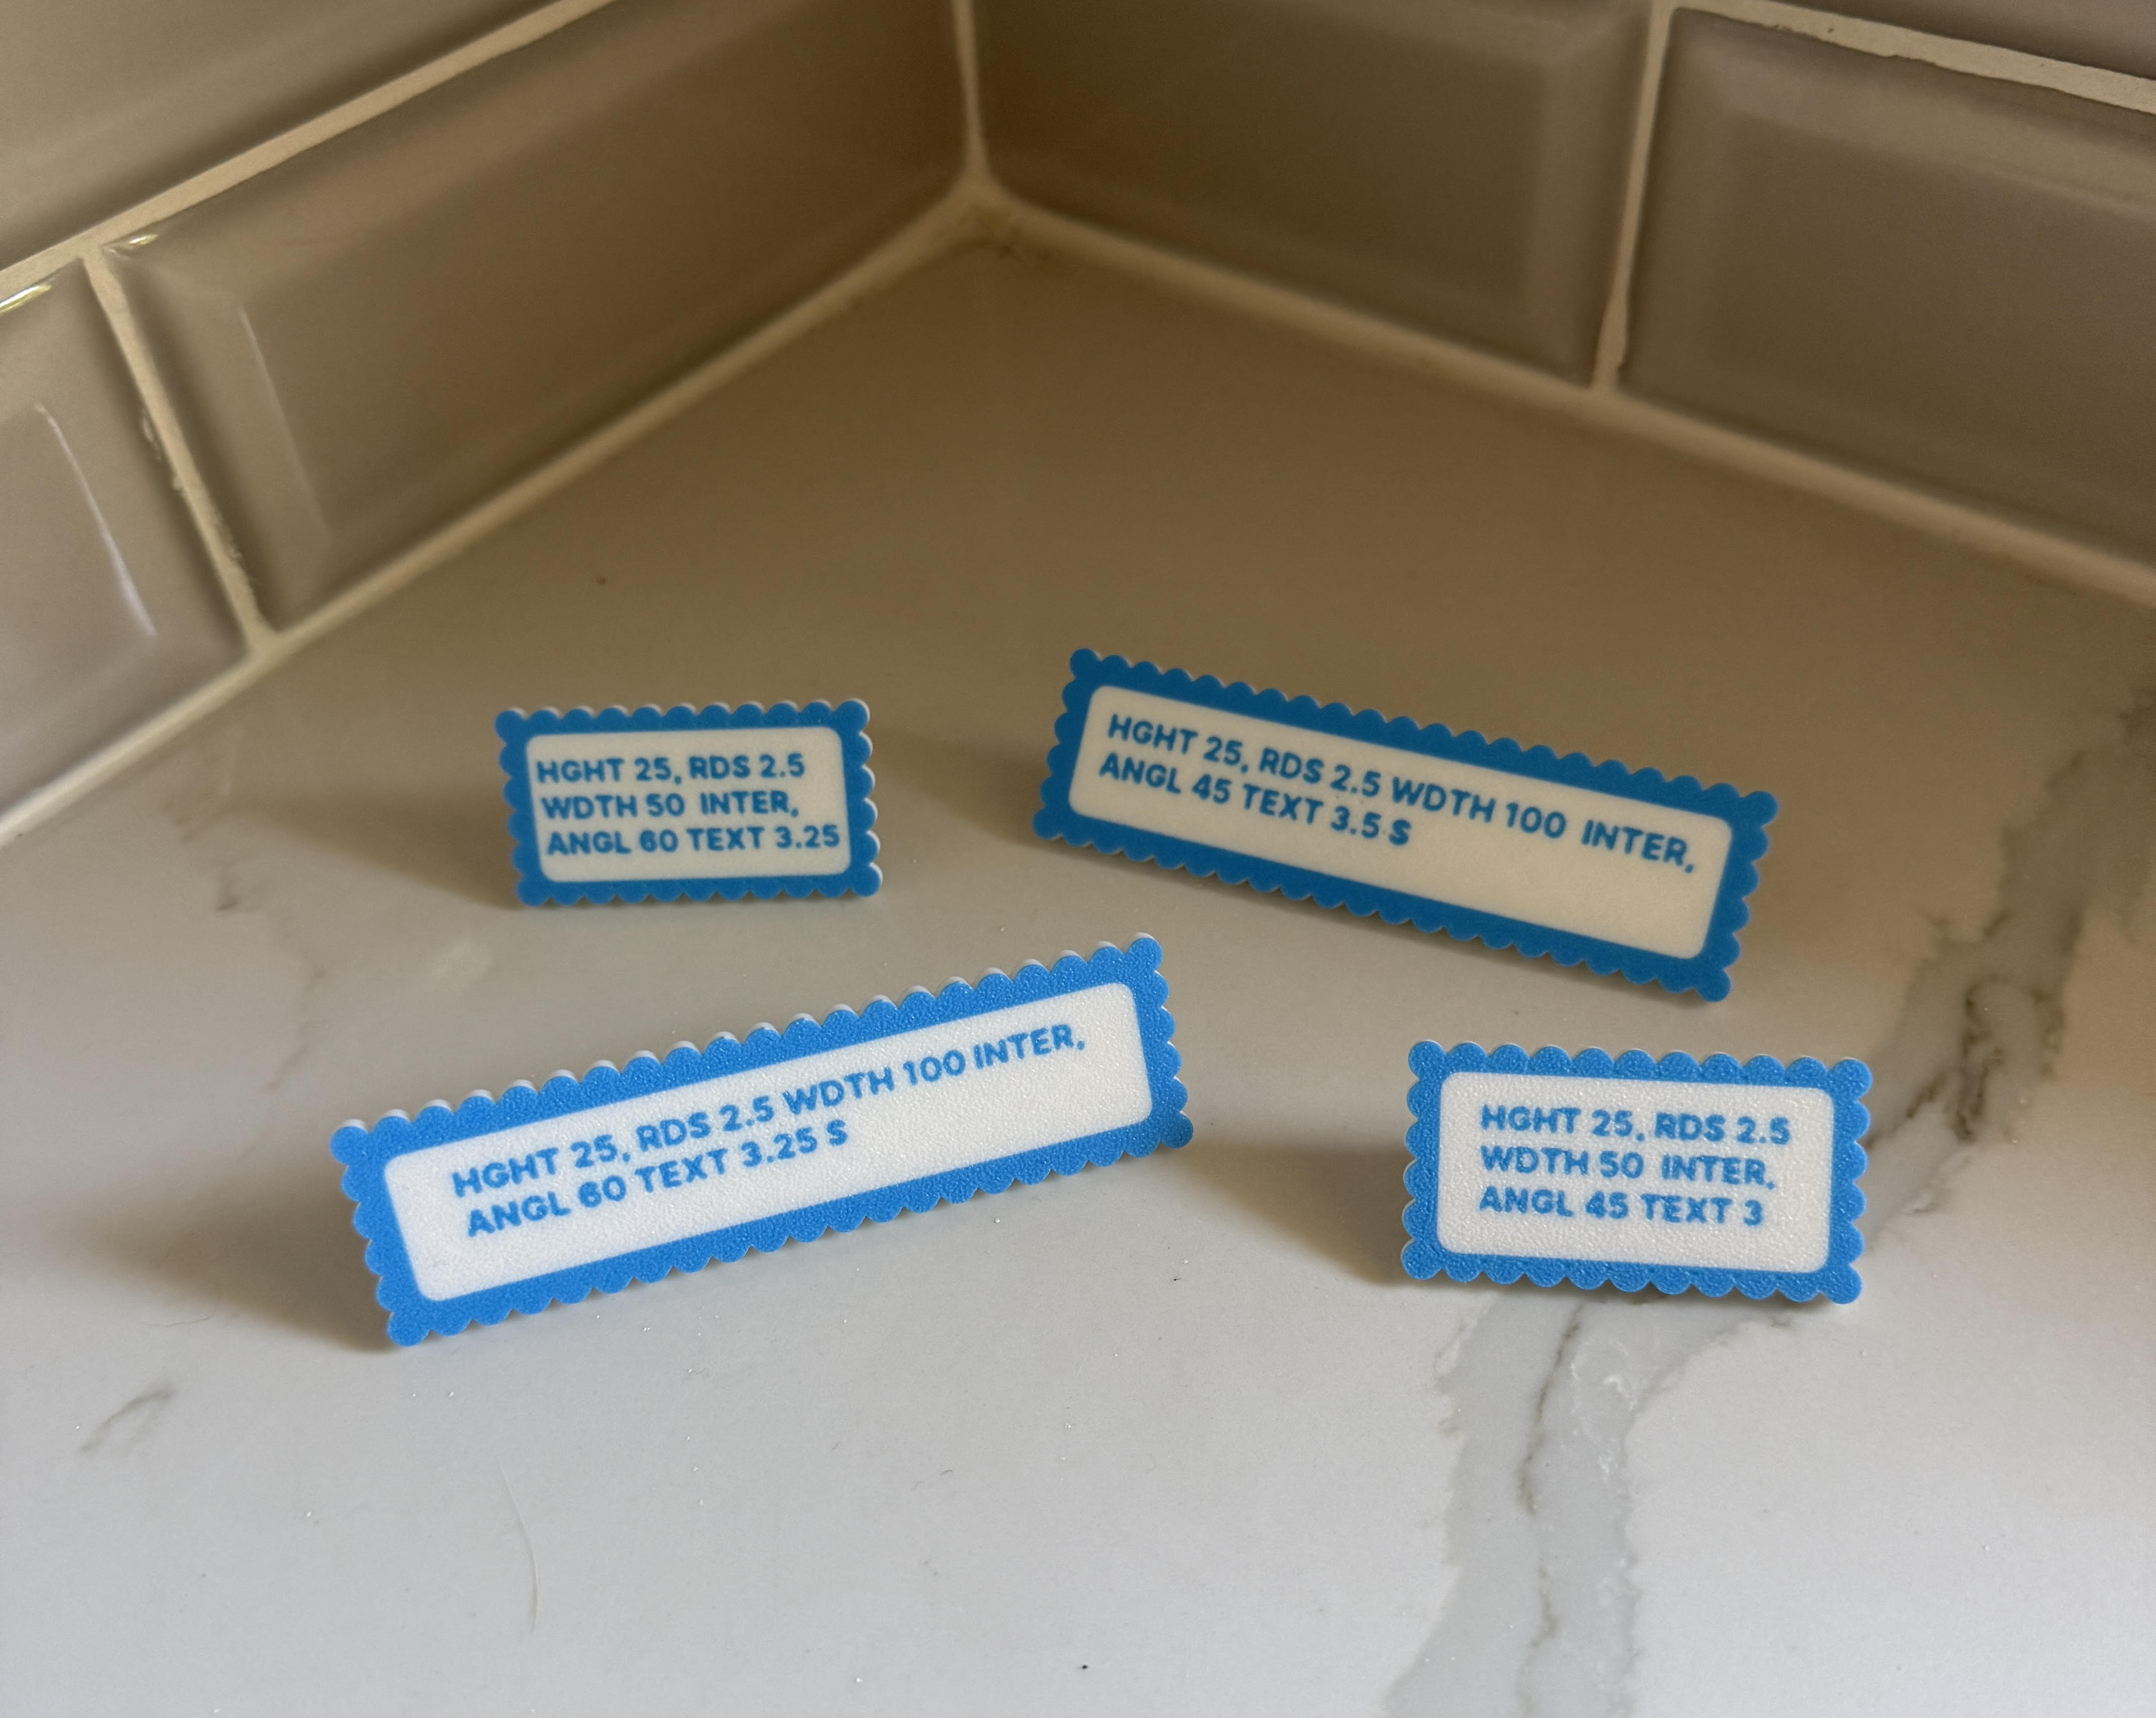 HGHT 25, RDS 2.5
WDTH 50 INTER,
ANGL 60 TEXT 3.25
HGHT 25, RDS 2.5 WDTH 100 INTER,
ANGL 45 TEXT 3.5 S
HGHT 25, RDS 2.5 WDTH 100 INTER,
ANGL 60 TEXT 3.25 S
HGHT 25, RDS 2.5
WDTH 50 INTER,
ANGL 45 TEXT 3